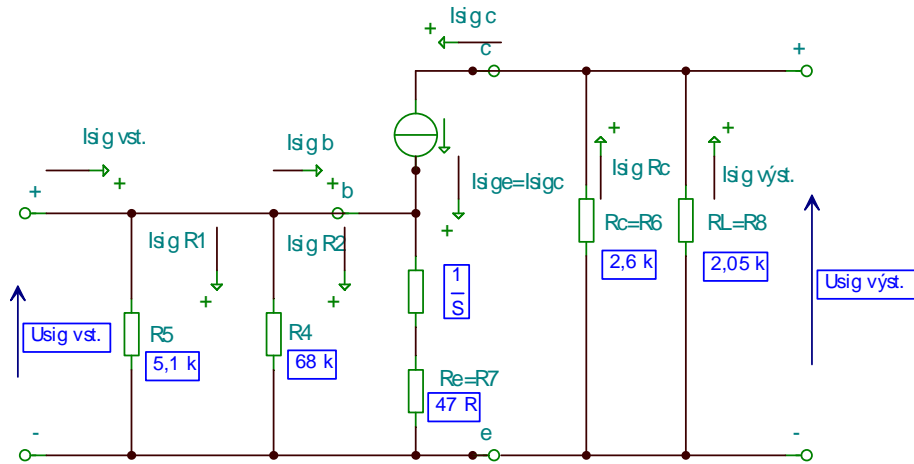 Isig c
+
c
+
Isig vst.
+
Isig b
+
+
b
Isig R1
+
Isig R2
+
Isige=Isigc
+
+
Isig Rc
+
Isig výst.
Rc=R6
2,6 k
RL=R8
2,05 k
1
S
Usig vst.
R5
5,1 k
R4
68 k
Re=R7
47 R
Usig výst.
-
e
-